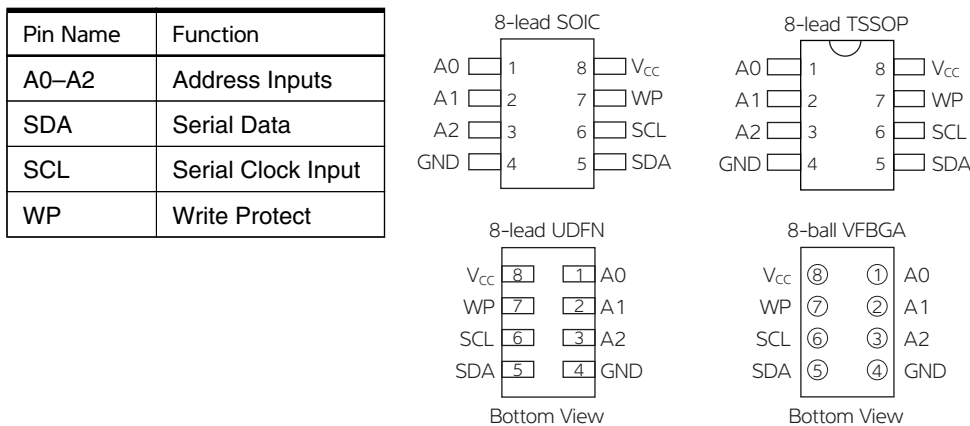 Pin Name Function
A0–A2 Address Inputs
SDA Serial Data
SCL Serial Clock Input
WP Write Protect
8-lead SOIC
A0 1 8 VCC
A1 2 7 WP
A2 3 6 SCL
GND 4 5 SDA
8-lead TSSOP
A0 1 8 VCC
A1 2 7 WP
A2 3 6 SCL
GND 4 5 SDA
8-lead UDFN
VCC 8 1 A0
WP 7 2 A1
SCL 6 3 A2
SDA 5 4 GND
Bottom View
8-ball VFBGA
VCC 8 1 A0
WP 7 2 A1
SCL 6 3 A2
SDA 5 4 GND
Bottom View